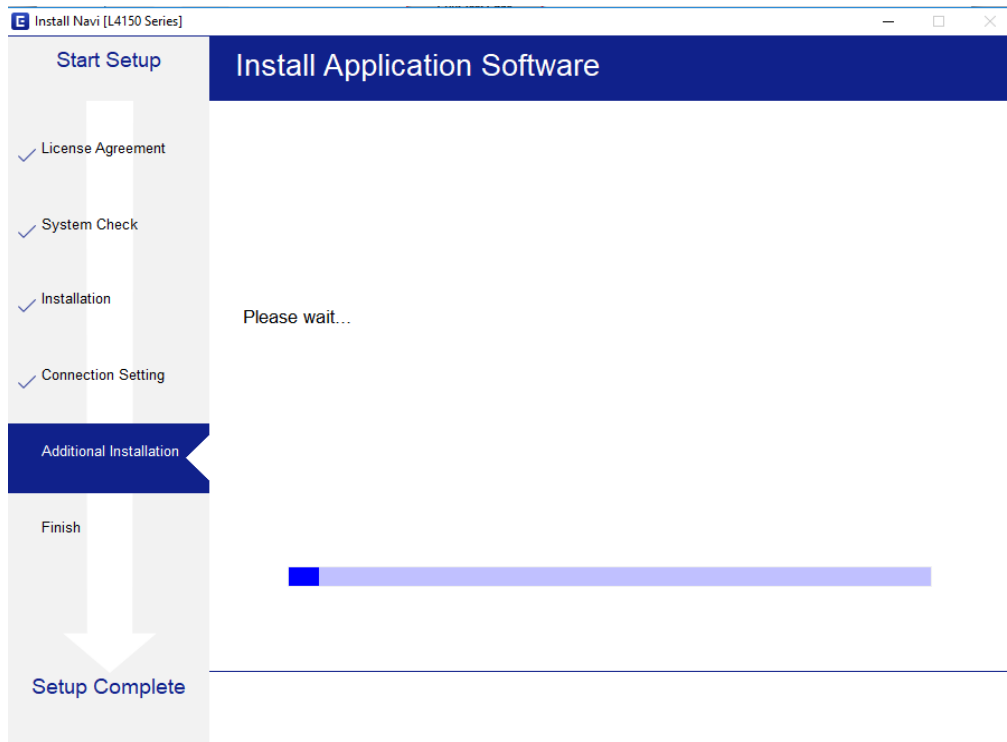 Install Navi [L4150 Series]
Start Setup
Install Application Software
License Agreement
System Check
Installation
Please wait...
Connection Setting
Additional Installation
Finish
Setup Complete